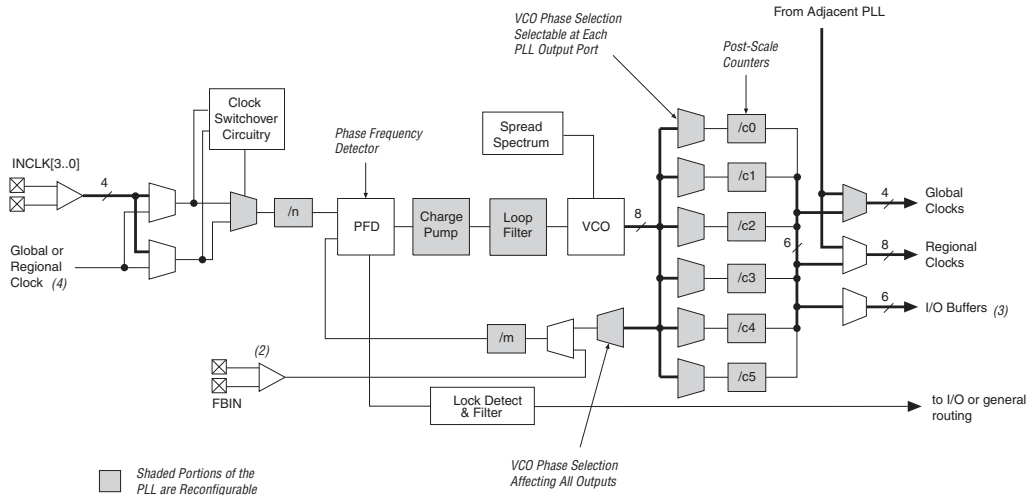 From Adjacent PLL
VCO Phase Selection
Selectable at Each
PLL Output Port
Post-Scale
Counters
Clock
Switchover
Circuitry
Phase Frequency
Detector
Spread
Spectrum
/c0
INCLK[3..0]
4
/n
PFD
Charge
Pump
Loop
Filter
VCO
8
/c1
/c2
6
4
Global
Clocks
8
Regional
Clocks
Global or
Regional
Clock (4)
/c3
6
I/O Buffers (3)
/m
/c4
(2)
FBIN
/c5
Lock Detect
& Filter
to I/O or general
routing
VCO Phase Selection
Affecting All Outputs
Shaded Portions of the
PLL are Reconfigurable